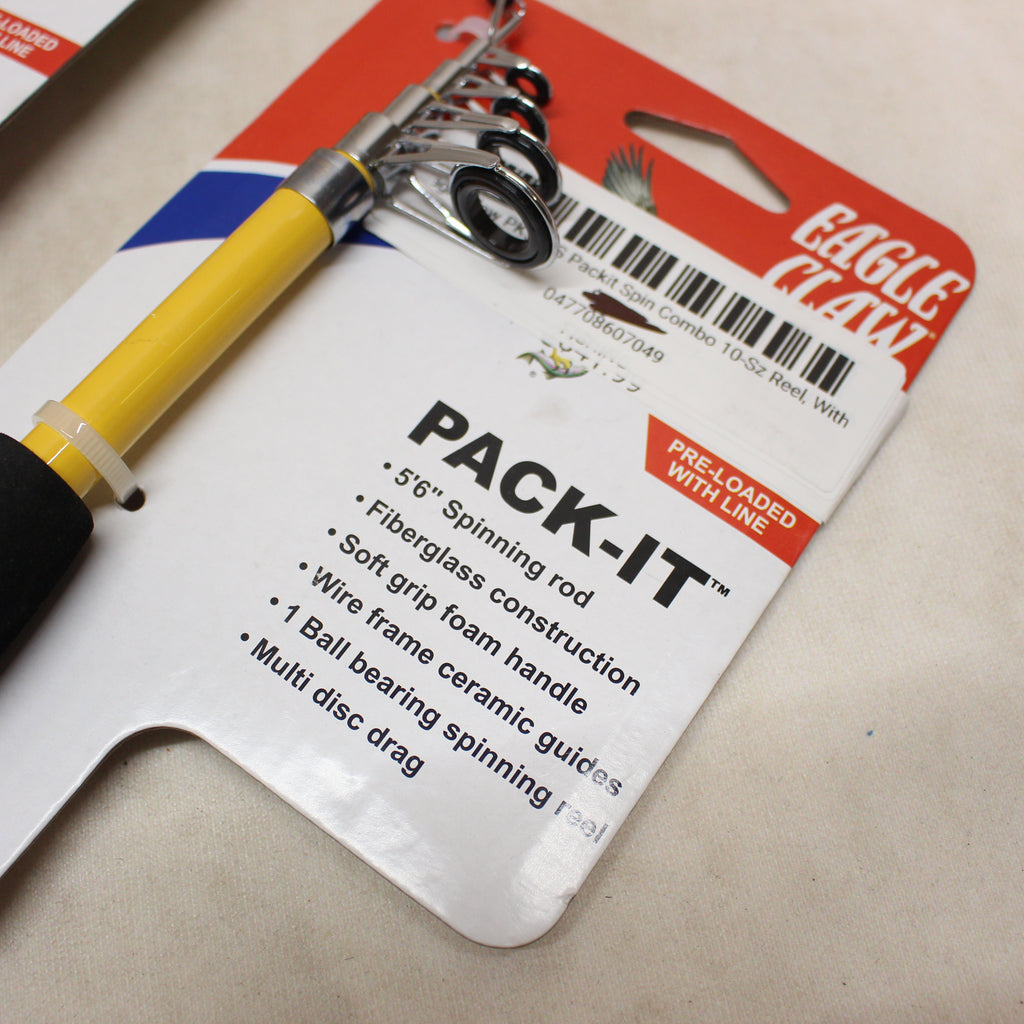 LOADED
LINE
EAGLE
CLAW
Packit Spin Combo 10-Sz Reel, With
047708607049
PRE-LOADED
WITH LINE
PACK-IT™
• 5'6" Spinning rod
• Fiberglass construction
• Soft grip foam handle
• Wire frame ceramic guides
• 1 Ball bearing spinning reel
• Multi disc drag